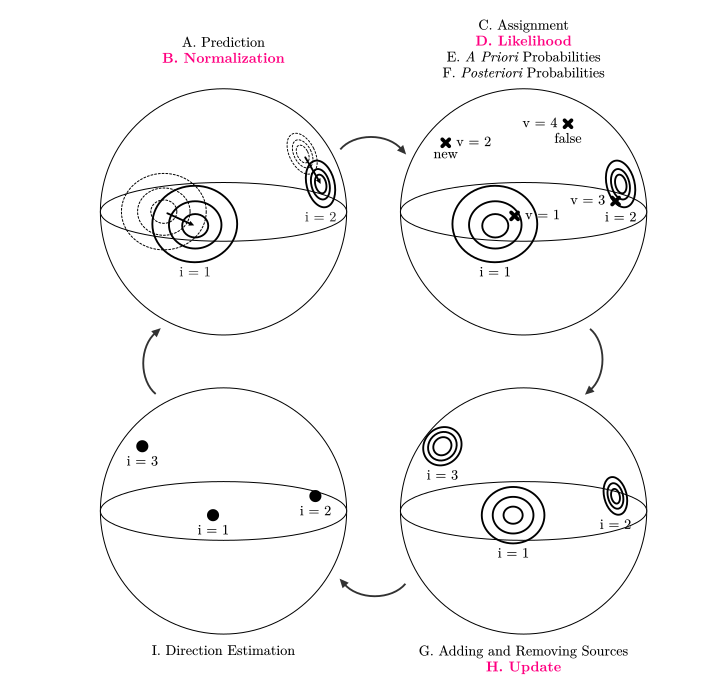 A. Prediction
B. Normalization
C. Assignment
D. Likelihood
E. A Priori Probabilities
F. Posteriori Probabilities
i = 1
i = 2
v = 4
false
v = 2
new
v = 3
i = 2
v = 1
i = 1
i = 3
i = 2
i = 1
i = 3
i = 2
i = 1
I. Direction Estimation
G. Adding and Removing Sources
H. Update